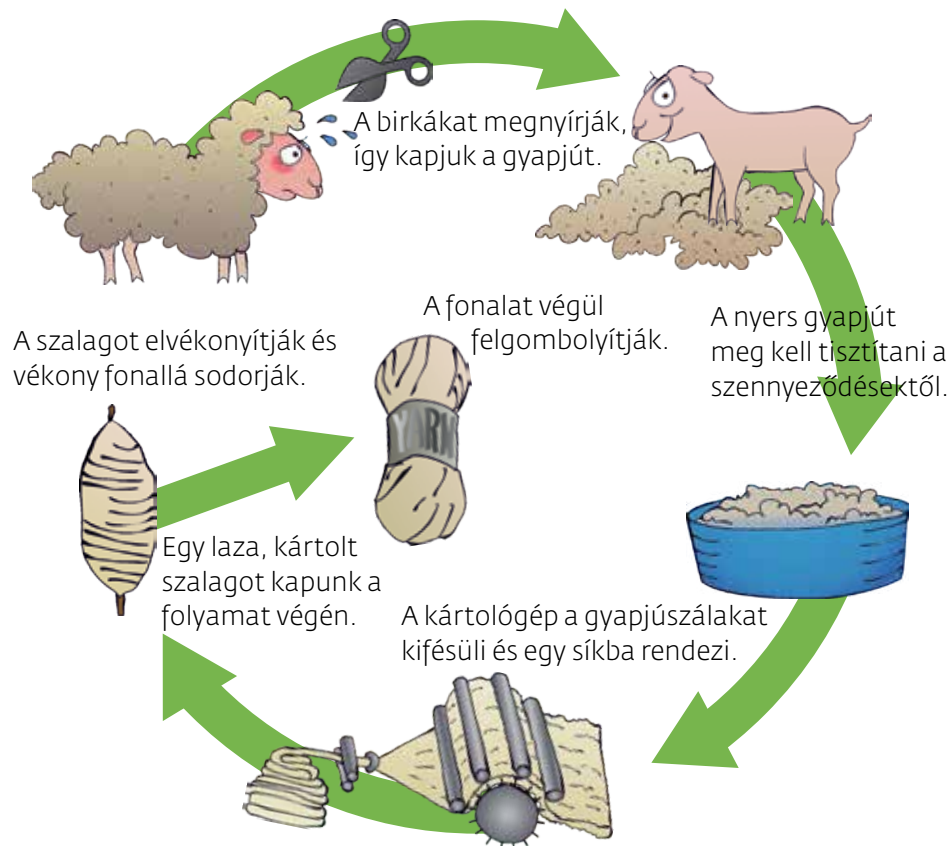 A birkákat megnyírják,
így kapjuk a gyapjút.
A nyers gyapjút
meg kell tisztítani a
szennyeződésektől.
A kártológép a gyapjúszálakat
kifésüli és egy síkba rendezi.
Egy laza, kártolt
szalagot kapunk a
folyamat végén.
A szalagot elvékonyítják és
vékony fonallá sodorják.
A fonalat végül
felgombolyítják.
YARN